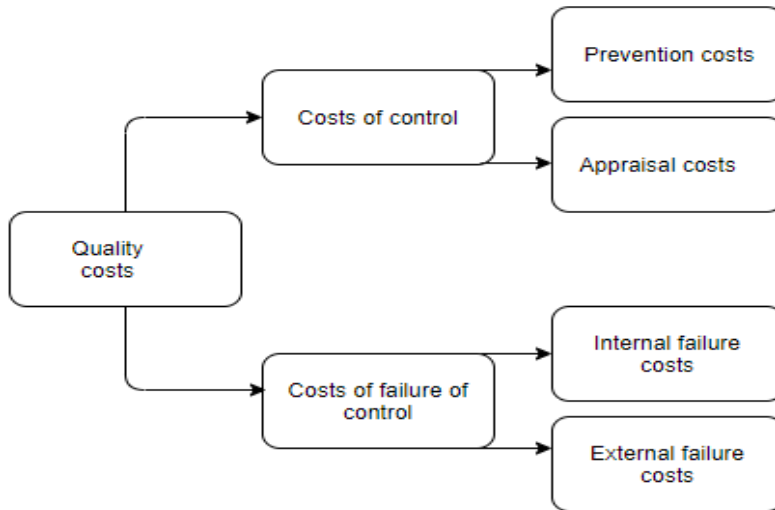 Prevention costs
Costs of control
Appraisal costs
Quality
costs
Internal failure
costs
Costs of failure of
control
External failure
costs